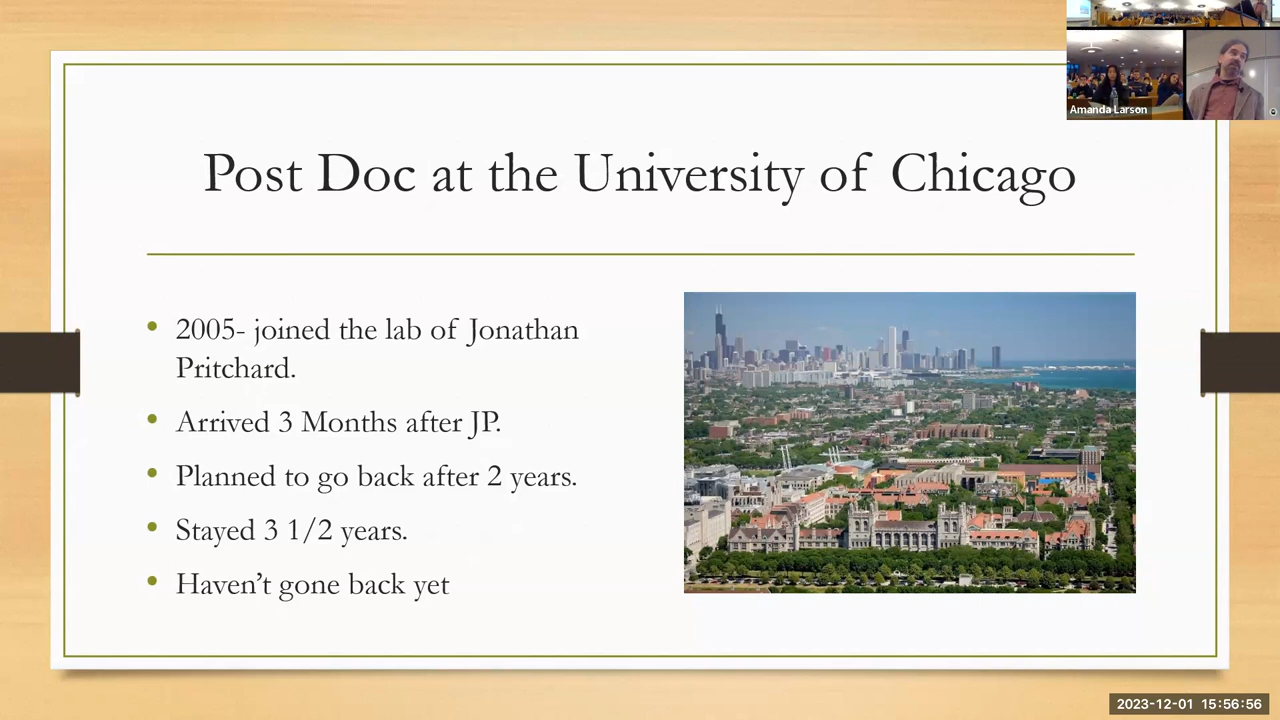 Amanda Larson
Post Doc at the University of Chicago
• 2005- joined the lab of Jonathan
Pritchard.
• Arrived 3 Months after JP.
• Planned to go back after 2 years.
• Stayed 3 1/2 years.
• Haven’t gone back yet
2023-12-01 15:56:56